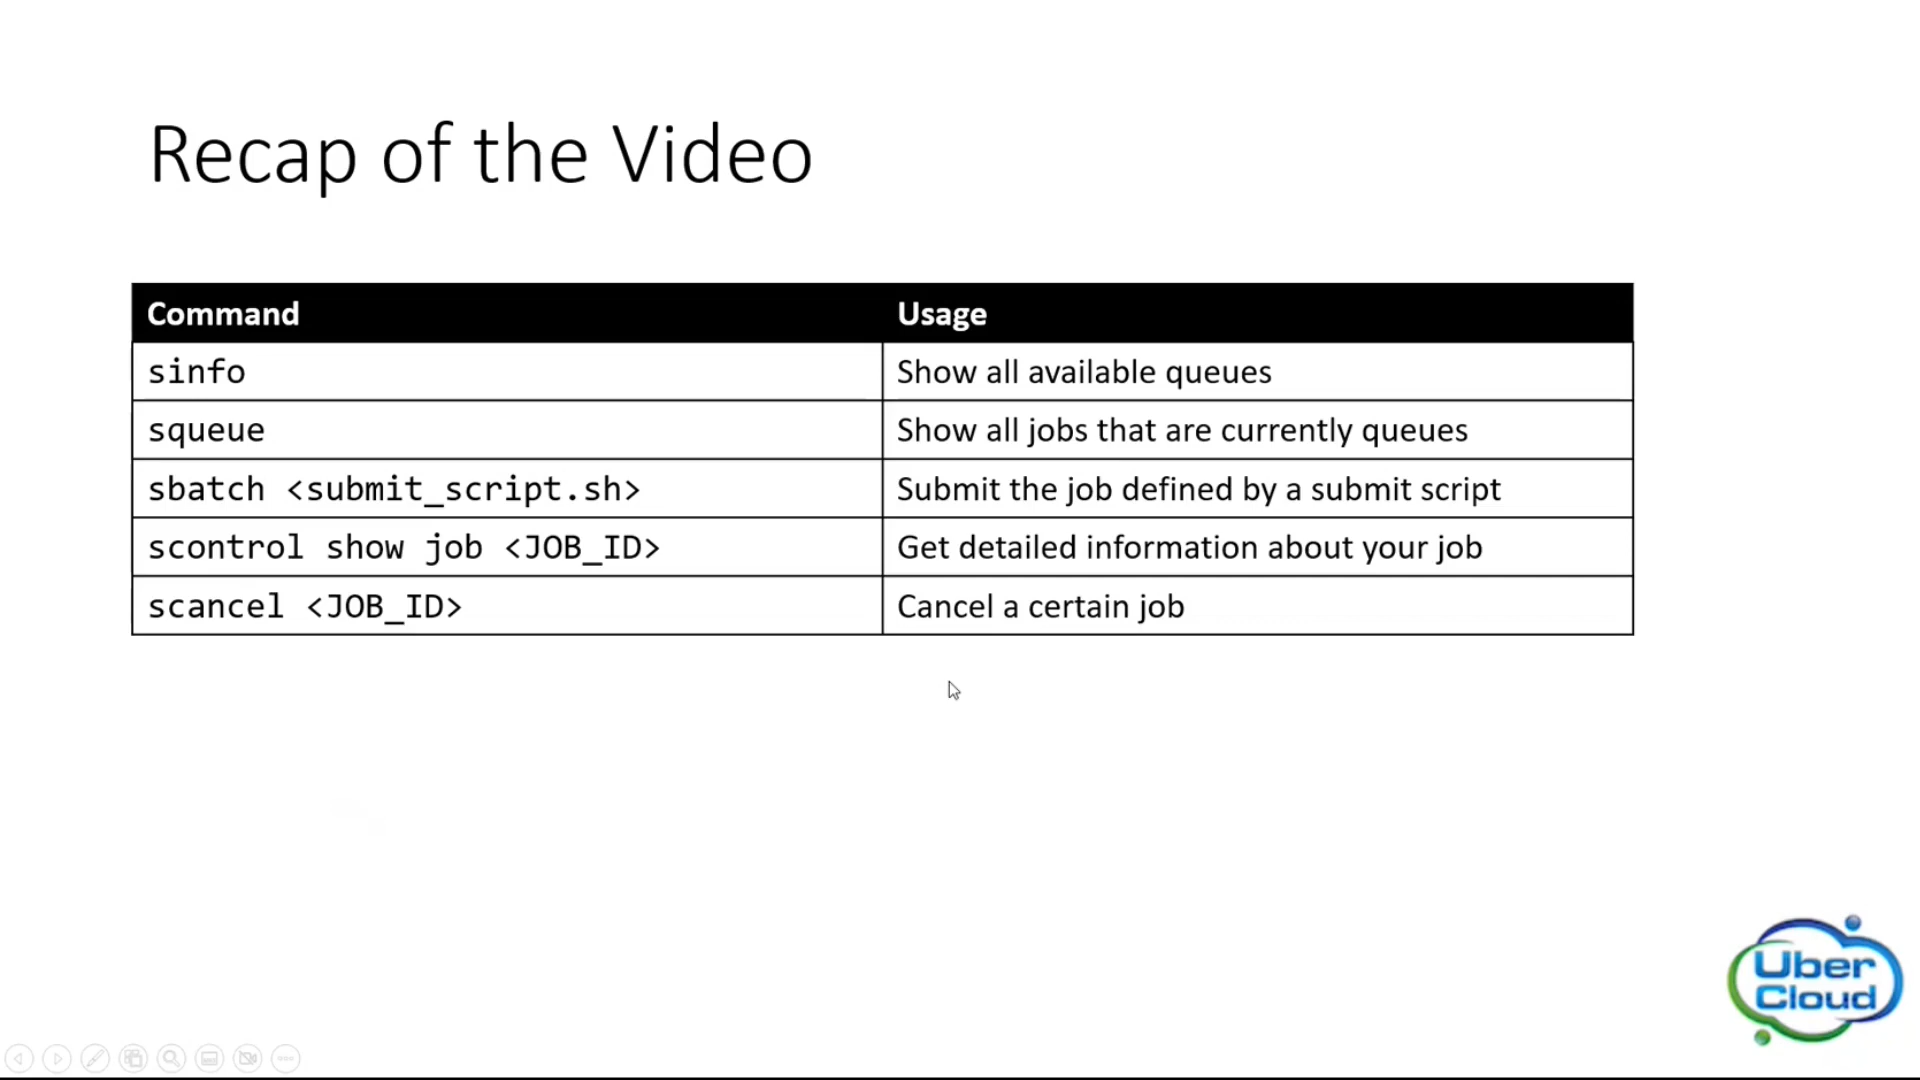 Recap of the Video
Command Usage
sinfo Show all available queues
squeue Show all jobs that are currently queues
sbatch <submit_script.sh> Submit the job defined by a submit script
scontrol show job <JOB_ID> Get detailed information about your job
scancel <JOB_ID> Cancel a certain job
Uber
Cloud